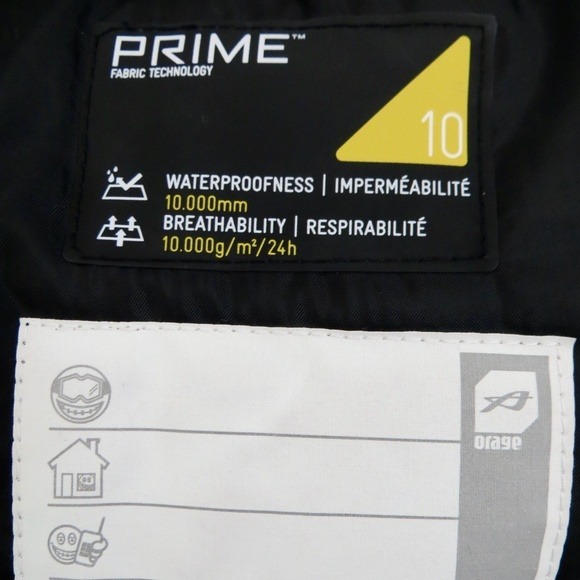 PRIME™
FABRIC TECHNOLOGY
10
WATERPROOFNESS | IMPERMÉABILITÉ
10.000mm
BREATHABILITY | RESPIRABILITÉ
10.000g/m²/24h
orage